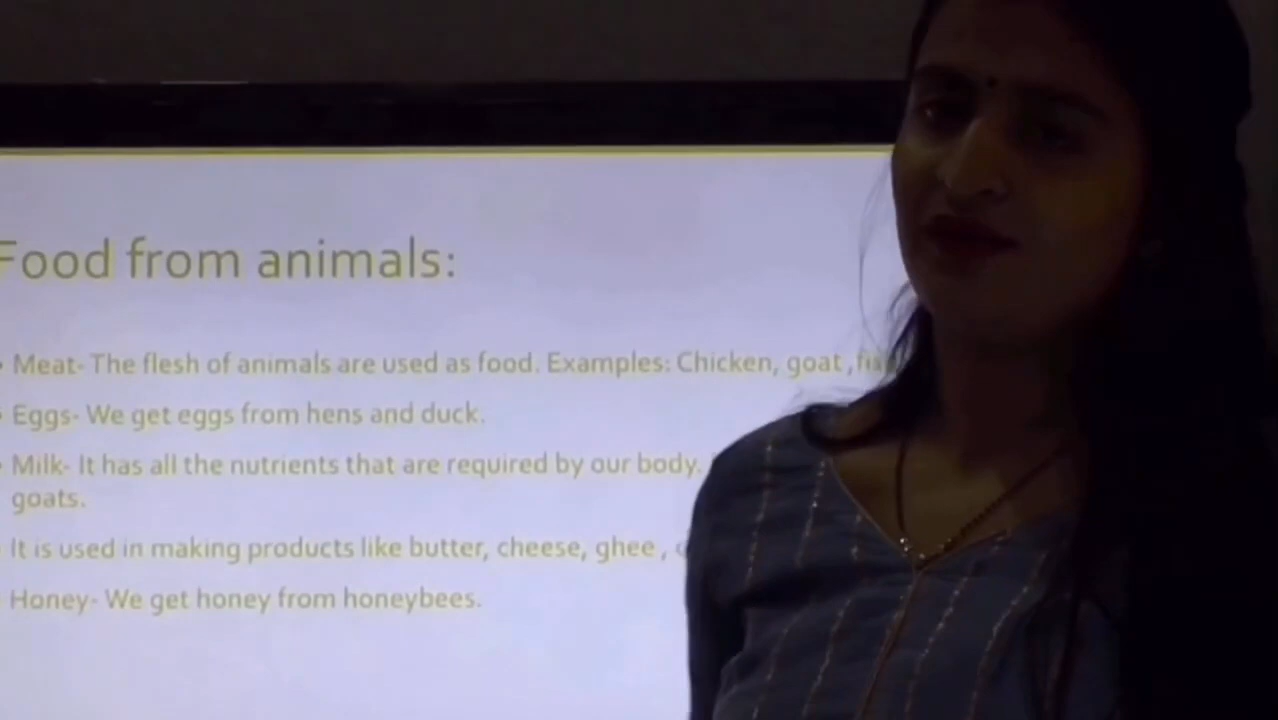 Food from animals:
Meat- The flesh of animals are used as food. Examples: Chicken, goat ,
Eggs- We get eggs from hens and duck.
Milk- It has all the nutrients that are required by our body.
goats.
It is used in making products like butter, cheese, ghee ,
Honey- We get honey from honeybees.